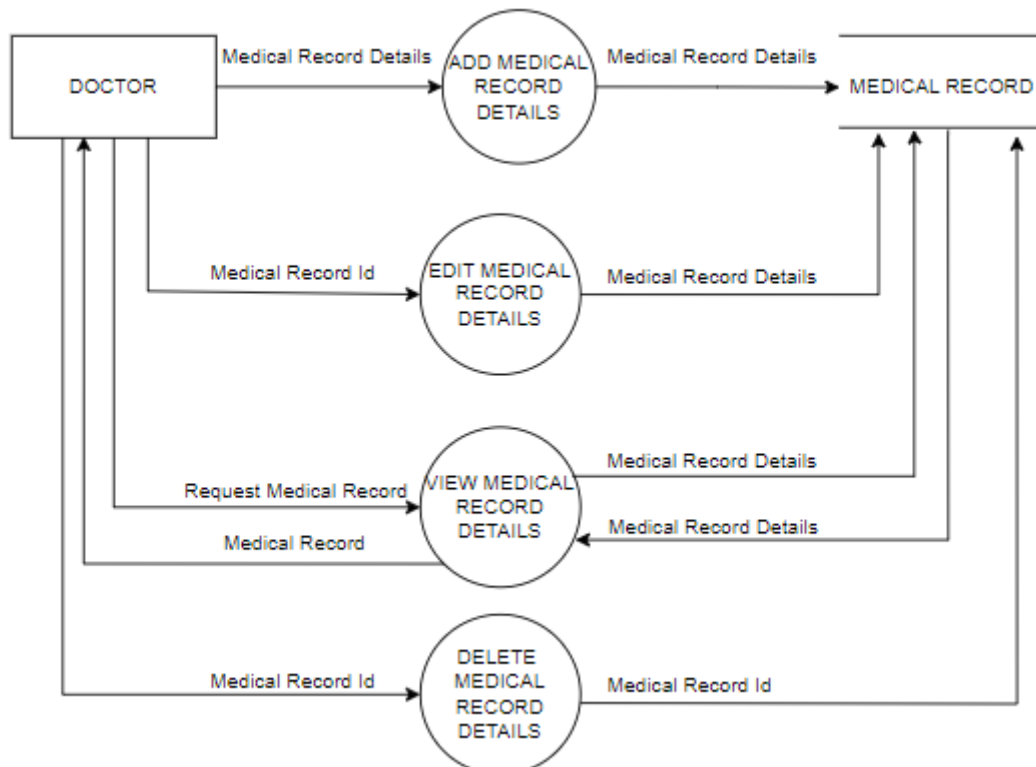 Medical Record Details
ADD MEDICAL
RECORD
DETAILS
Medical Record Details
DOCTOR
MEDICAL RECORD
Medical Record Id
EDIT MEDICAL
RECORD
DETAILS
Medical Record Details
Request Medical Record
VIEW MEDICAL
RECORD
DETAILS
Medical Record Details
Medical Record Details
Medical Record
Medical Record Id
DELETE
MEDICAL
RECORD
DETAILS
Medical Record Id